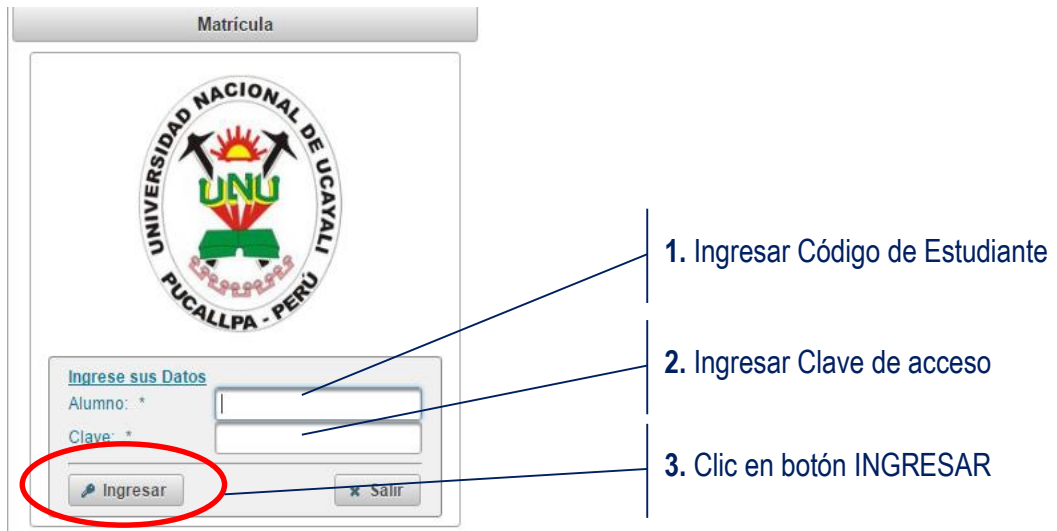 Matrícula
UNIVERSIDAD NACIONAL DE UCAYALI
UNU
PUCALLPA - PERÚ
1. Ingresar Código de Estudiante
2. Ingresar Clave de acceso
Ingrese sus Datos
Alumno: *
Clave: *
3. Clic en botón INGRESAR
Ingresar
Salir